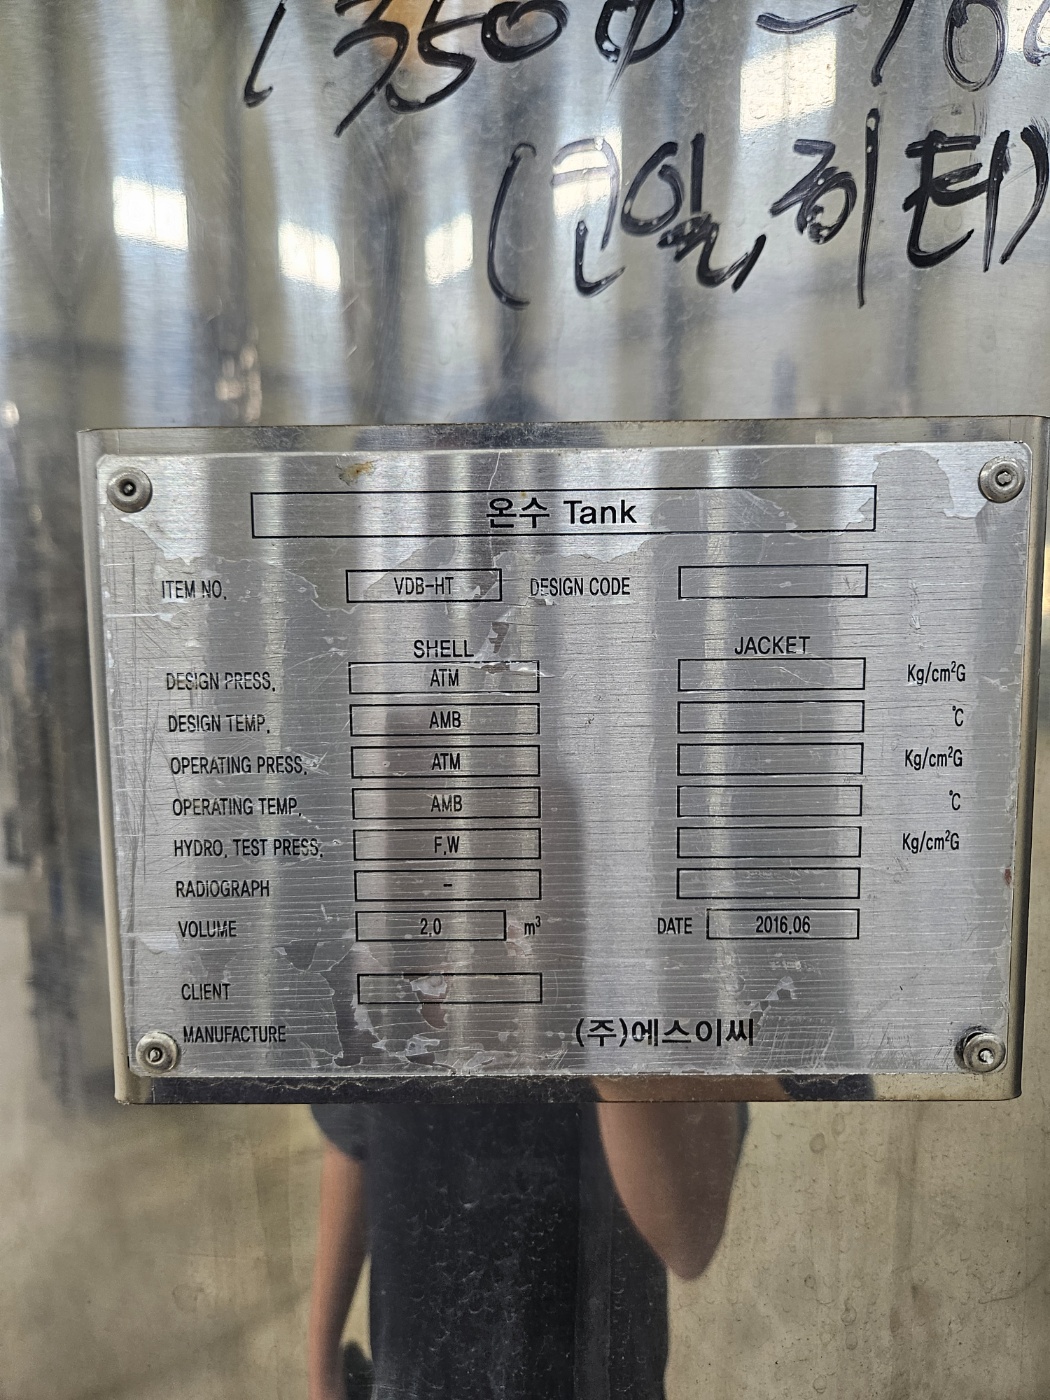 (350Φ-10
온수 Tank
ITEM NO. VDB-HT DESIGN CODE
SHELL JACKET
DESIGN PRESS. ATM Kg/cm²G
DESIGN TEMP. AMB ℃
OPERATING PRESS. ATM Kg/cm²G
OPERATING TEMP. AMB ℃
HYDRO. TEST PRESS. F.W Kg/cm²G
RADIOGRAPH -
VOLUME 2.0 m³ DATE 2016.06
CLIENT
MANUFACTURE (주)에스이씨